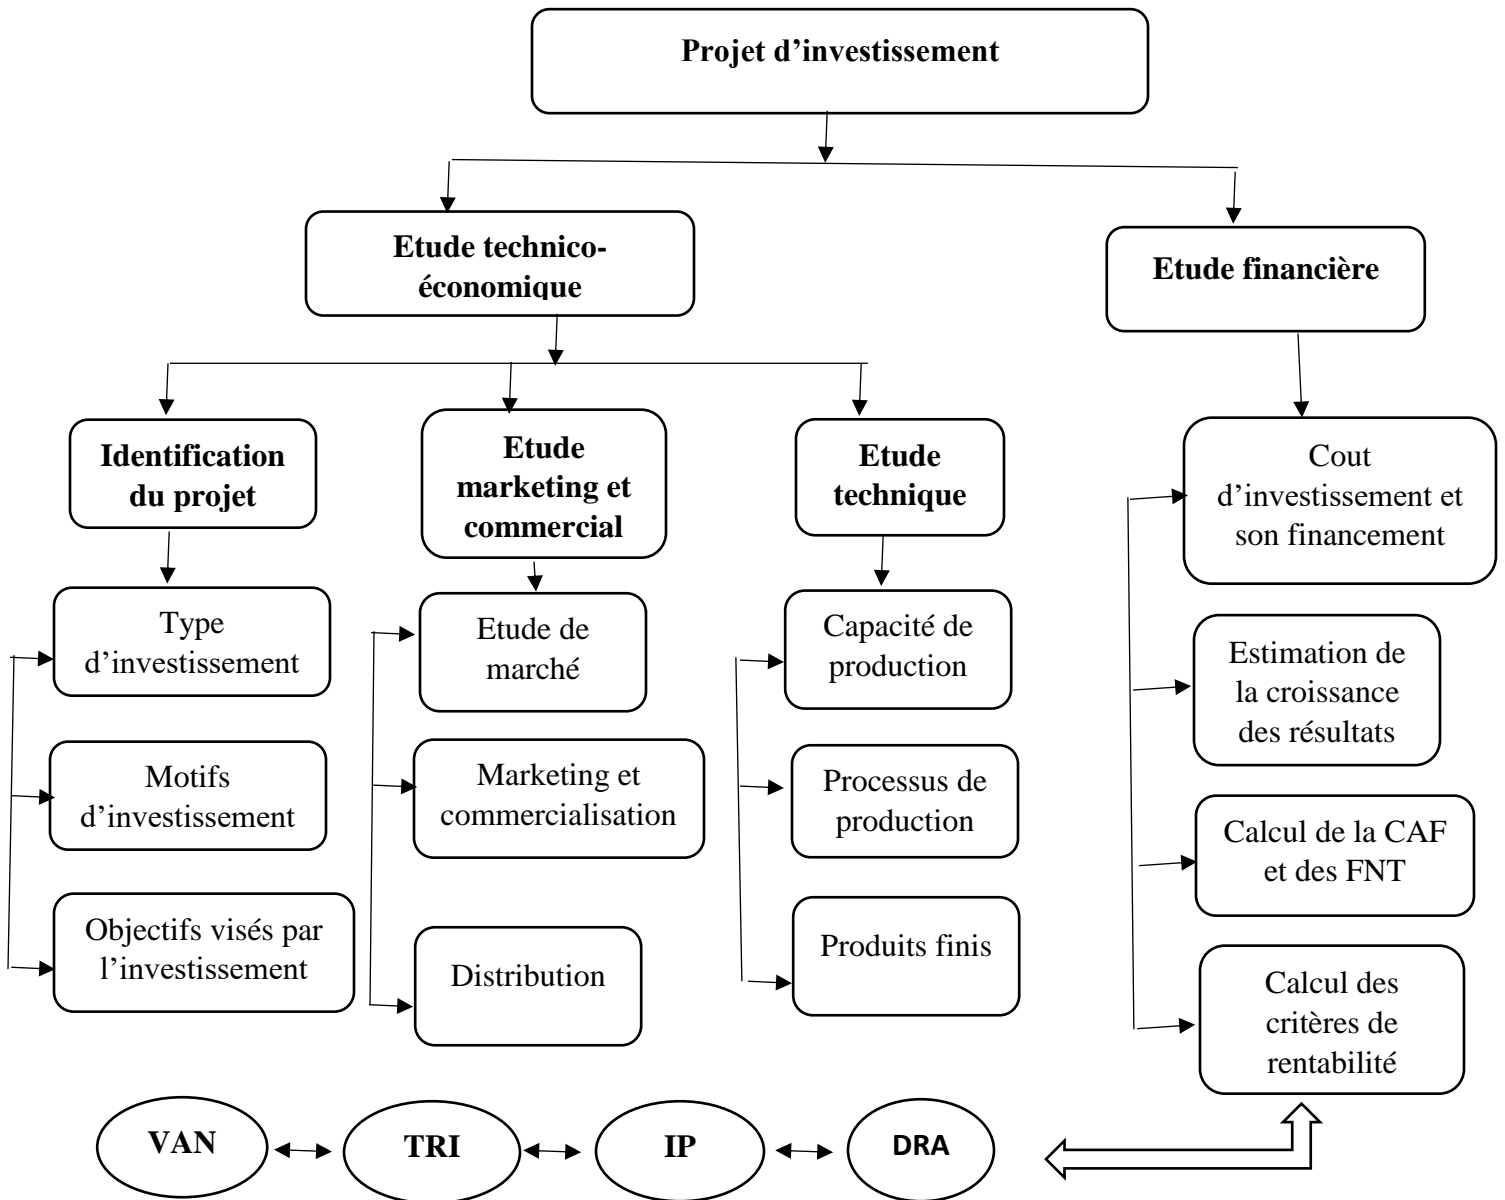 Projet d’investissement
Etude technico-
économique
Etude financière
Identification
du projet
Etude
marketing et
commercial
Etude
technique
Cout
d’investissement et
son financement
Type
d’investissement
Etude de
marché
Capacité de
production
Estimation de
la croissance
des résultats
Motifs
d’investissement
Marketing et
commercialisation
Processus de
production
Calcul de la CAF
et des FNT
Objectifs visés par
l’investissement
Distribution
Produits finis
Calcul des
critères de
rentabilité
VAN
TRI
IP
DRA